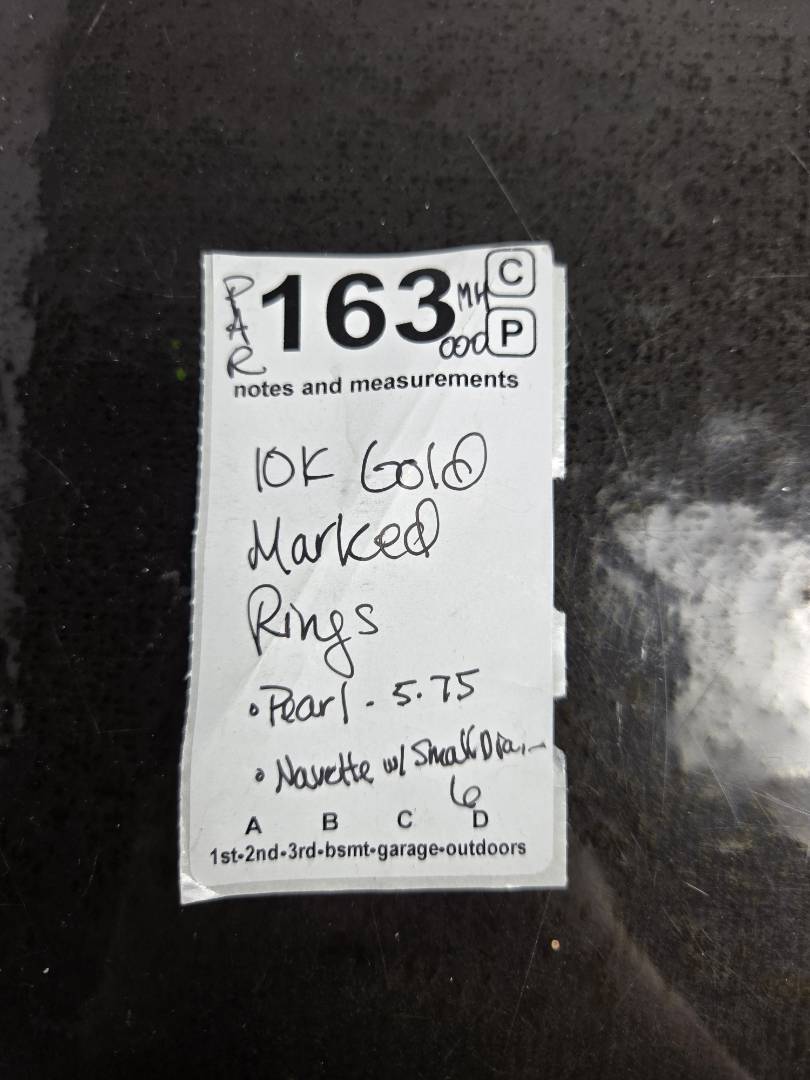 PAR 163 MH C
000 P
notes and measurements
10K Gold
Marked
Rings
• Pearl - 5.75
• Navette w/ Small Dia.-
6
A B C D
1st-2nd-3rd-bsmt-garage-outdoors